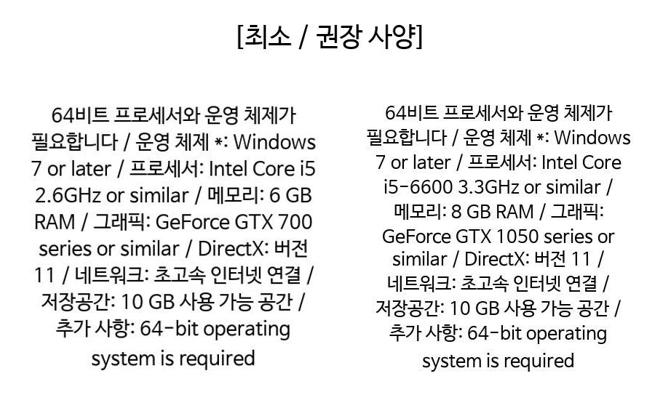 [최소 / 권장 사양]
64비트 프로세서와 운영 체제가
필요합니다 / 운영 체제 *: Windows
7 or later / 프로세서: Intel Core i5
2.6GHz or similar / 메모리: 6 GB
RAM / 그래픽: GeForce GTX 700
series or similar / DirectX: 버전
11 / 네트워크: 초고속 인터넷 연결 /
저장공간: 10 GB 사용 가능 공간 /
추가 사항: 64-bit operating
system is required
64비트 프로세서와 운영 체제가
필요합니다 / 운영 체제 *: Windows
7 or later / 프로세서: Intel Core
i5-6600 3.3GHz or similar /
메모리: 8 GB RAM / 그래픽:
GeForce GTX 1050 series or
similar / DirectX: 버전 11 /
네트워크: 초고속 인터넷 연결 /
저장공간: 10 GB 사용 가능 공간 /
추가 사항: 64-bit operating
system is required